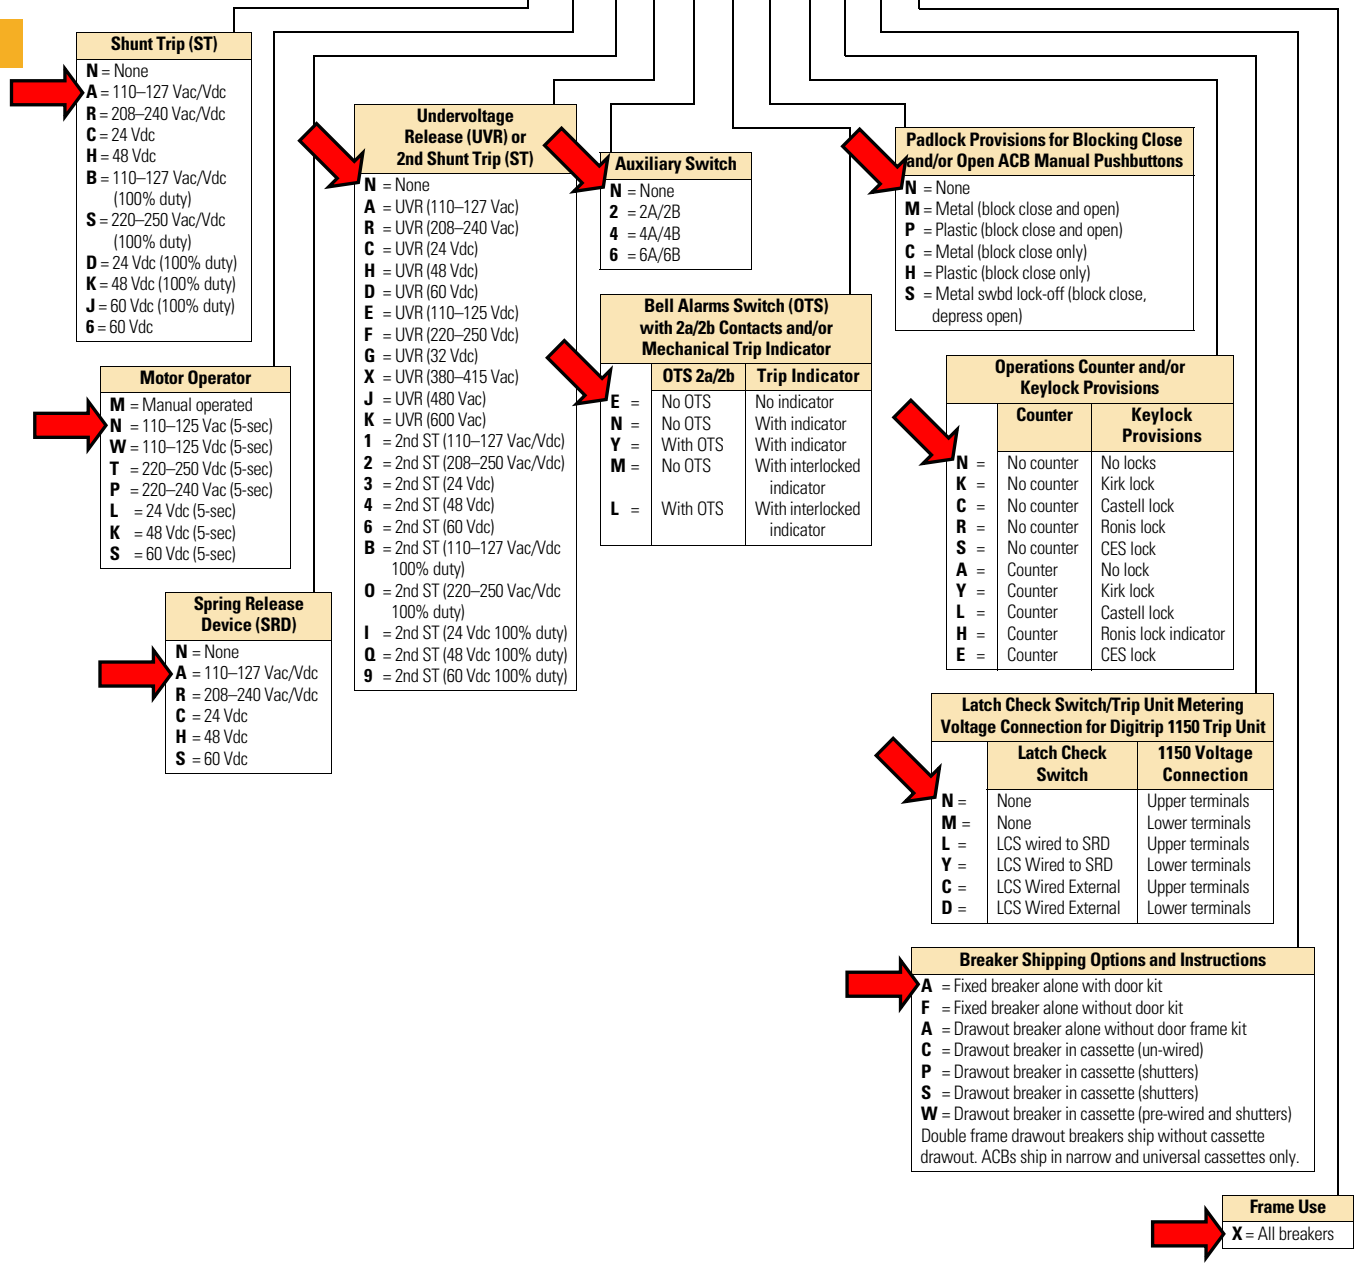 Shunt Trip (ST)
N = None
A = 110–127 Vac/Vdc
R = 208–240 Vac/Vdc
C = 24 Vdc
H = 48 Vdc
B = 110–127 Vac/Vdc
(100% duty)
S = 220–250 Vac/Vdc
(100% duty)
D = 24 Vdc (100% duty)
K = 48 Vdc (100% duty)
J = 60 Vdc (100% duty)
6 = 60 Vdc
Motor Operator
M = Manual operated
N = 110–125 Vac (5-sec)
W = 110–125 Vdc (5-sec)
T = 220–250 Vdc (5-sec)
P = 220–240 Vac (5-sec)
L = 24 Vdc (5-sec)
K = 48 Vdc (5-sec)
S = 60 Vdc (5-sec)
Spring Release
Device (SRD)
N = None
A = 110–127 Vac/Vdc
R = 208–240 Vac/Vdc
C = 24 Vdc
H = 48 Vdc
S = 60 Vdc
Undervoltage
Release (UVR) or
2nd Shunt Trip (ST)
N = None
A = UVR (110–127 Vac)
R = UVR (208–240 Vac)
C = UVR (24 Vdc)
H = UVR (48 Vdc)
D = UVR (60 Vdc)
E = UVR (110–125 Vdc)
F = UVR (220–250 Vdc)
G = UVR (32 Vdc)
X = UVR (380–415 Vac)
J = UVR (480 Vac)
K = UVR (600 Vac)
1 = 2nd ST (110–127 Vac/Vdc)
2 = 2nd ST (208–250 Vac/Vdc)
3 = 2nd ST (24 Vdc)
4 = 2nd ST (48 Vdc)
6 = 2nd ST (60 Vdc)
B = 2nd ST (110–127 Vac/Vdc
100% duty)
O = 2nd ST (220–250 Vac/Vdc
100% duty)
I = 2nd ST (24 Vdc 100% duty)
Q = 2nd ST (48 Vdc 100% duty)
9 = 2nd ST (60 Vdc 100% duty)
Auxiliary Switch
N = None
2 = 2A/2B
4 = 4A/4B
6 = 6A/6B
Bell Alarms Switch (OTS)
with 2a/2b Contacts and/or
Mechanical Trip Indicator
OTS 2a/2b Trip Indicator
E = No OTS No indicator
N = No OTS With indicator
Y = With OTS With indicator
M = No OTS With interlocked
indicator
L = With OTS With interlocked
indicator
Padlock Provisions for Blocking Close
and/or Open ACB Manual Pushbuttons
N = None
M = Metal (block close and open)
P = Plastic (block close and open)
C = Metal (block close only)
H = Plastic (block close only)
S = Metal swbd lock-off (block close,
depress open)
Operations Counter and/or
Keylock Provisions
Counter Keylock
Provisions
N = No counter No locks
K = No counter Kirk lock
C = No counter Castell lock
R = No counter Ronis lock
S = No counter CES lock
A = Counter No lock
Y = Counter Kirk lock
L = Counter Castell lock
H = Counter Ronis lock indicator
E = Counter CES lock
Latch Check Switch/Trip Unit Metering
Voltage Connection for Digitrip 1150 Trip Unit
Latch Check 1150 Voltage
Switch Connection
N = None Upper terminals
M = None Lower terminals
L = LCS wired to SRD Upper terminals
Y = LCS Wired to SRD Lower terminals
C = LCS Wired External Upper terminals
D = LCS Wired External Lower terminals
Breaker Shipping Options and Instructions
A = Fixed breaker alone with door kit
F = Fixed breaker alone without door kit
A = Drawout breaker alone without door frame kit
C = Drawout breaker in cassette (un-wired)
P = Drawout breaker in cassette (shutters)
S = Drawout breaker in cassette (shutters)
W = Drawout breaker in cassette (pre-wired and shutters)
Double frame drawout breakers ship without cassette
drawout. ACBs ship in narrow and universal cassettes only.
Frame Use
X = All breakers